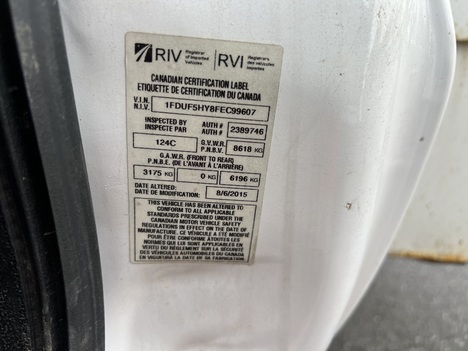 RIV Registrar of Imported Vehicles RVI Registraire des véhicules importés
CANADIAN CERTIFICATION LABEL
ETIQUETTE DE CERTIFICATION DU CANADA
V.I.N. N.I.V. 1FDUF5HY8FEC99607
INSPECTED BY AUTH #
INSPECTE PAR AUTH # 2389746
124C G.V.W.R. P.N.B.V. 8618 KG
G.A.W.R. (FRONT TO REAR)
P.N.B.E. (DE L'AVANT À L'ARRIÈRE)
3175 KG 0 KG 6196 KG
DATE ALTERED: 8/6/2015
DATE MODIFIÉ:
THIS VEHICLE HAS BEEN ALTERED TO
CONFORM TO ALL APPLICABLE
STANDARDS PRESCRIBED UNDER THE
CANADIAN MOTOR VEHICLE SAFETY
REGULATIONS IN EFFECT ON THE DATE OF
MANUFACTURE. CE VÉHICULE A ÉTÉ MODIFIÉ
POUR ÊTRE CONFORME À TOUTES LES
NORMES QUI LUI SONT APPLICABLES EN
VERTU DU RÈGLEMENT SUR LA SÉCURITÉ
DES VÉHICULES AUTOMOBILES DU CANADA
EN VIGUEUR À LA DATE DE SA FABRICATION.